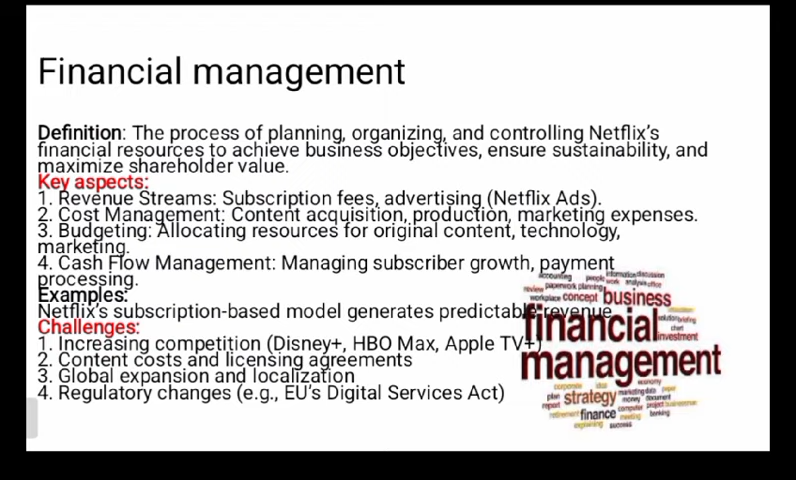 Financial management
Definition: The process of planning, organizing, and controlling Netflix's
financial resources to achieve business objectives, ensure sustainability, and
maximize shareholder value.
Key aspects:
1. Revenue Streams: Subscription fees, advertising (Netflix Ads).
2. Cost Management: Content acquisition, production, marketing expenses.
3. Budgeting: Allocating resources for original content, technology,
marketing.
4. Cash Flow Management: Managing subscriber growth, payment
processing.
Examples:
Netflix's subscription-based model generates predictable revenue
Challenges:
1. Increasing competition (Disney+, HBO Max, Apple TV+)
2. Content costs and licensing agreements
3. Global expansion and localization
4. Regulatory changes (e.g., EU's Digital Services Act)
accounting people information discussion
work analysis office
review paperwork planning
workplace concept business
solution briefing
financial chart
investment
management
corporate idea economy
plan strategy marketing data paper
money document
report
computer project businessman
retirement finance meeting banking
explaining success